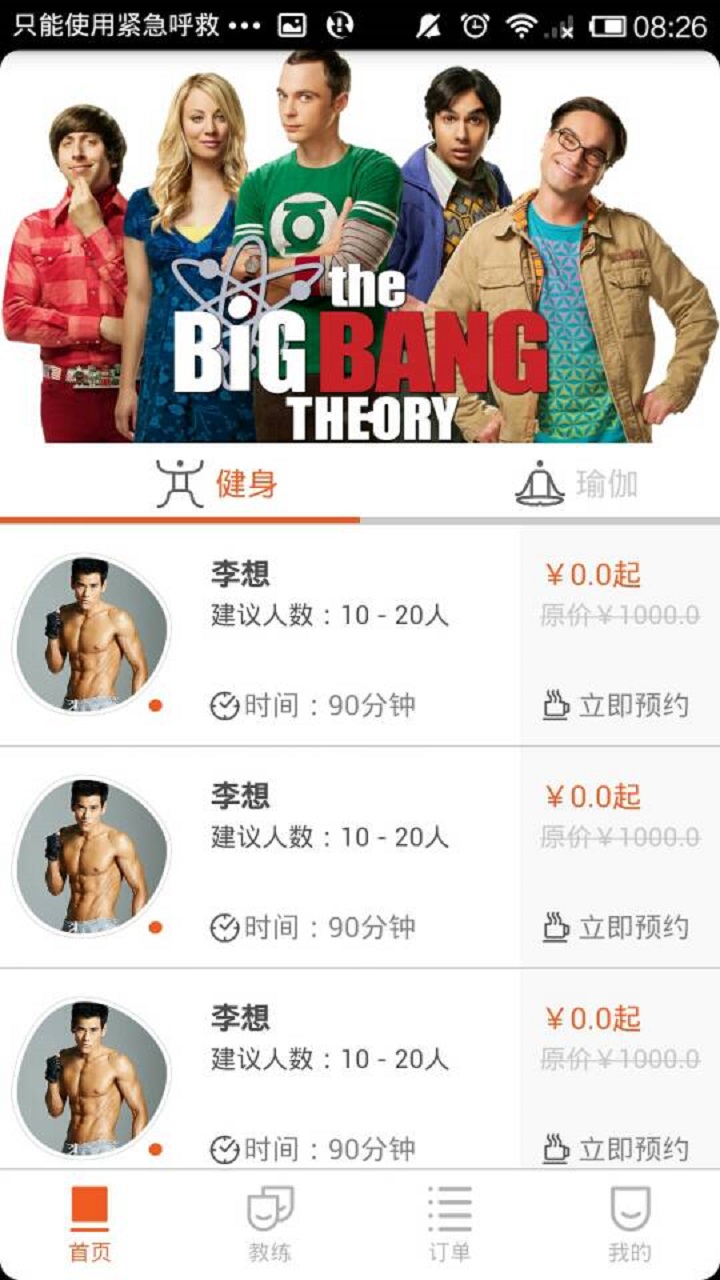 只能使用紧急呼救 ••• 08:26
the
BiG BANG
THEORY
健身 瑜伽
李想 ¥0.0起
建议人数：10 - 20人 原价¥1000.0
时间：90分钟 立即预约
李想 ¥0.0起
建议人数：10 - 20人 原价¥1000.0
时间：90分钟 立即预约
李想 ¥0.0起
建议人数：10 - 20人 原价¥1000.0
时间：90分钟 立即预约
首页 教练 订单 我的